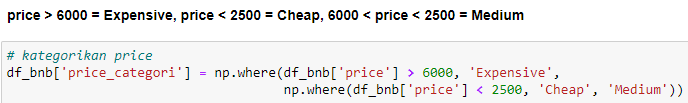 price > 6000 = Expensive, price < 2500 = Cheap, 6000 < price < 2500 = Medium
# kategorikan price
df_bnb['price_categori'] = np.where(df_bnb['price'] > 6000, 'Expensive',
np.where(df_bnb['price'] < 2500, 'Cheap', 'Medium'))